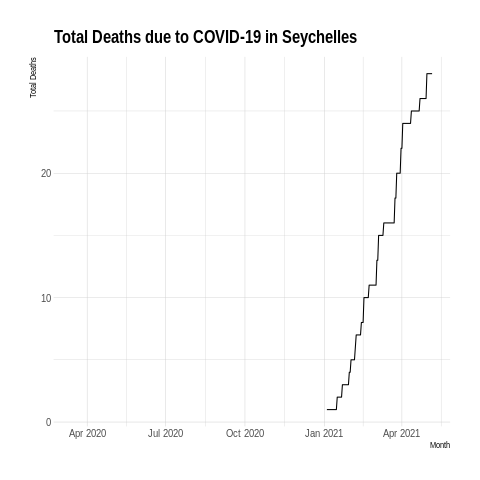 Total Deaths due to COVID-19 in Seychelles
Total Deaths
20
10
0
Apr 2020 Jul 2020 Oct 2020 Jan 2021 Apr 2021
Month